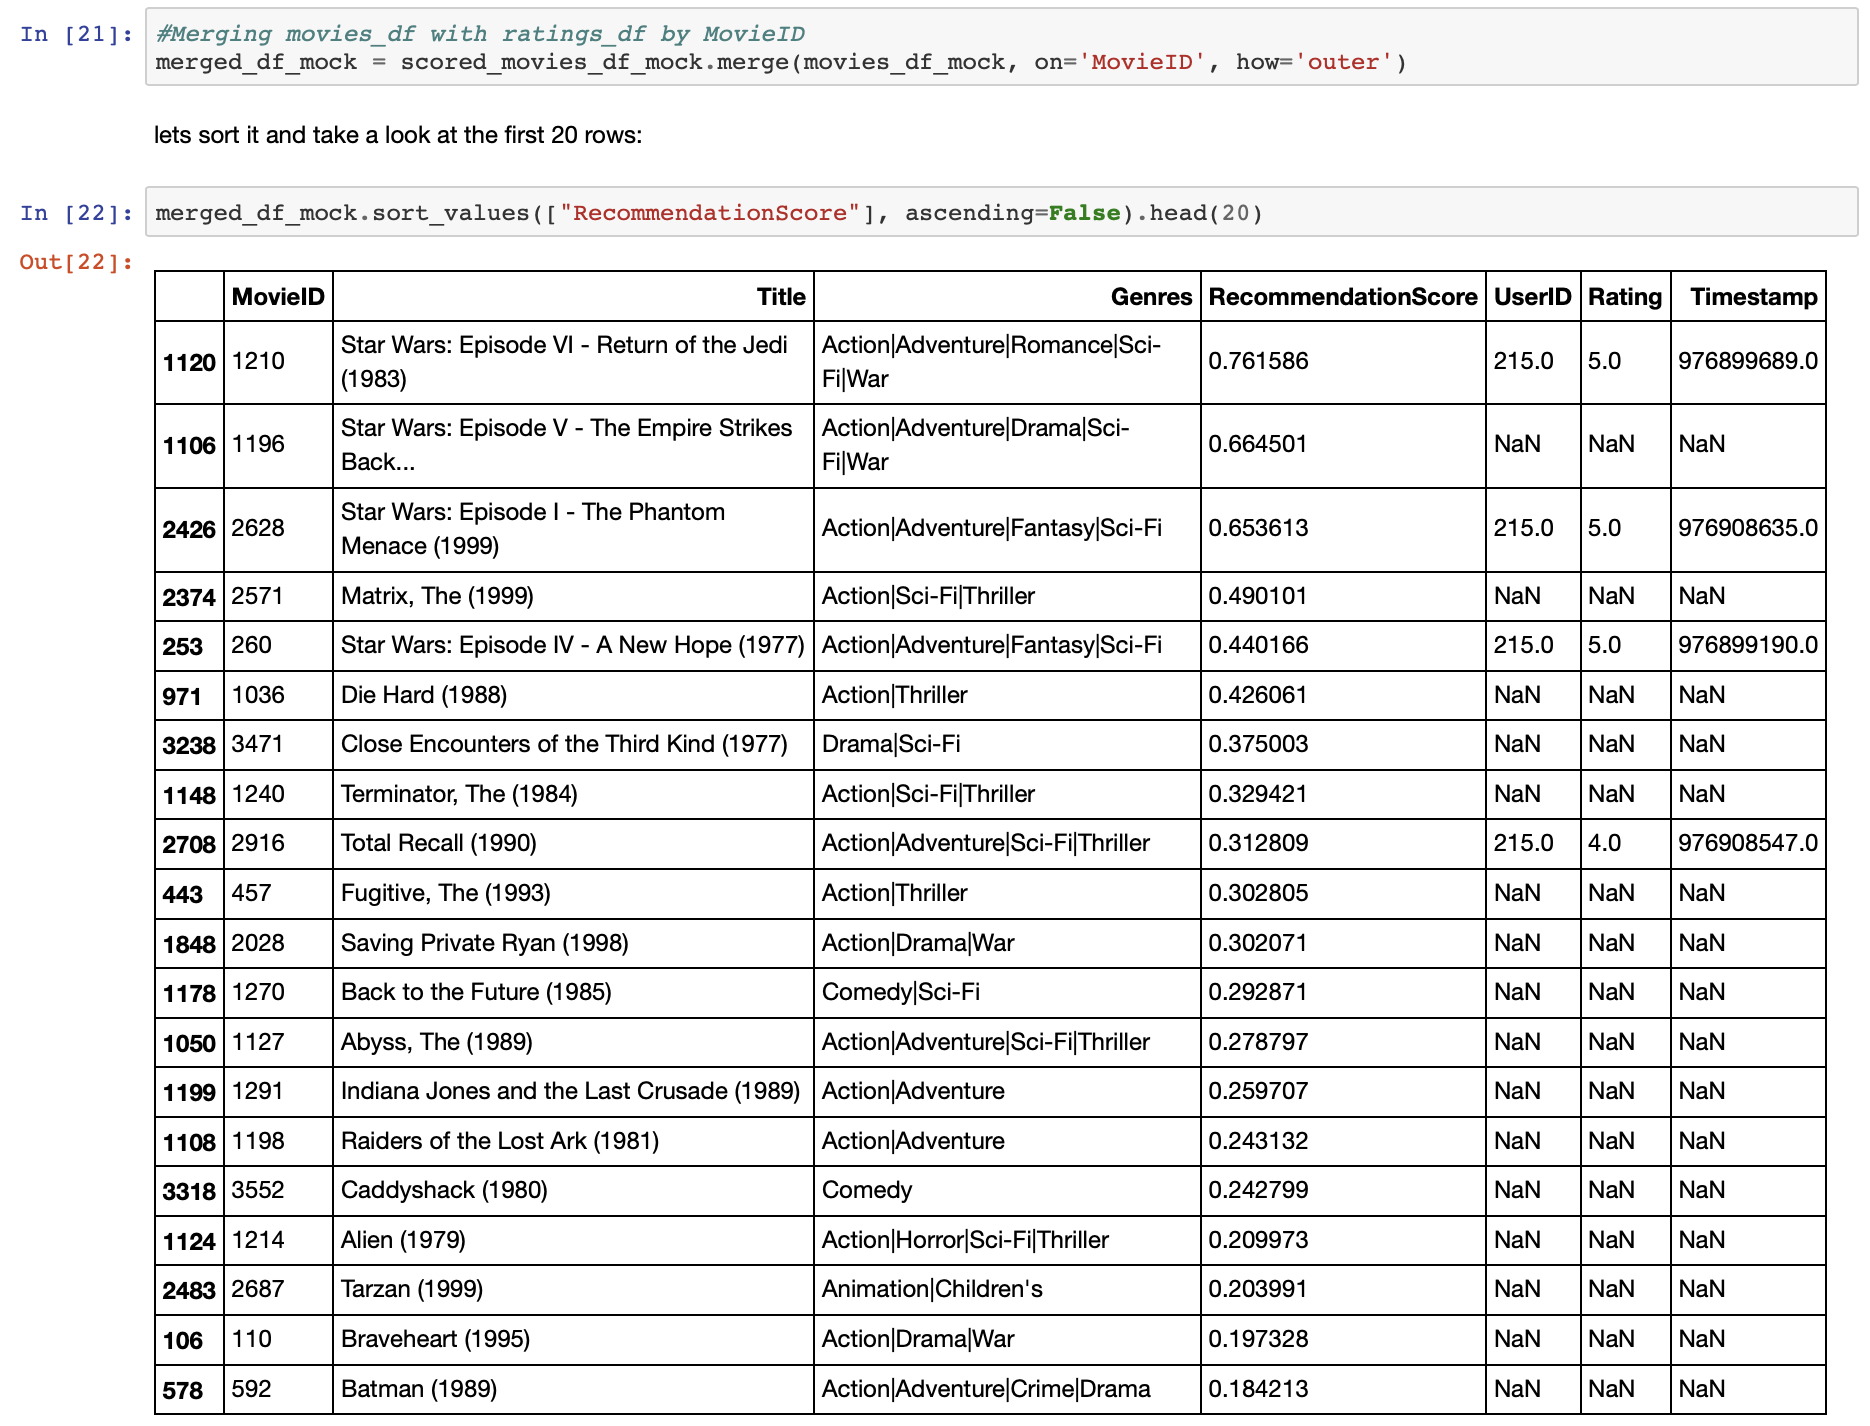 In [21]: #Merging movies_df with ratings_df by MovieID
merged_df_mock = scored_movies_df_mock.merge(movies_df_mock, on='MovieID', how='outer')
lets sort it and take a look at the first 20 rows:
In [22]: merged_df_mock.sort_values(["RecommendationScore"], ascending=False).head(20)
Out[22]:
MovieID Title Genres RecommendationScore UserID Rating Timestamp
1120 1210 Star Wars: Episode VI - Return of the Jedi (1983) Action|Adventure|Romance|Sci-Fi|War 0.761586 215.0 5.0 976899689.0
1106 1196 Star Wars: Episode V - The Empire Strikes Back... Action|Adventure|Drama|Sci-Fi|War 0.664501 NaN NaN NaN
2426 2628 Star Wars: Episode I - The Phantom Menace (1999) Action|Adventure|Fantasy|Sci-Fi 0.653613 215.0 5.0 976908635.0
2374 2571 Matrix, The (1999) Action|Sci-Fi|Thriller 0.490101 NaN NaN NaN
253 260 Star Wars: Episode IV - A New Hope (1977) Action|Adventure|Fantasy|Sci-Fi 0.440166 215.0 5.0 976899190.0
971 1036 Die Hard (1988) Action|Thriller 0.426061 NaN NaN NaN
3238 3471 Close Encounters of the Third Kind (1977) Drama|Sci-Fi 0.375003 NaN NaN NaN
1148 1240 Terminator, The (1984) Action|Sci-Fi|Thriller 0.329421 NaN NaN NaN
2708 2916 Total Recall (1990) Action|Adventure|Sci-Fi|Thriller 0.312809 215.0 4.0 976908547.0
443 457 Fugitive, The (1993) Action|Thriller 0.302805 NaN NaN NaN
1848 2028 Saving Private Ryan (1998) Action|Drama|War 0.302071 NaN NaN NaN
1178 1270 Back to the Future (1985) Comedy|Sci-Fi 0.292871 NaN NaN NaN
1050 1127 Abyss, The (1989) Action|Adventure|Sci-Fi|Thriller 0.278797 NaN NaN NaN
1199 1291 Indiana Jones and the Last Crusade (1989) Action|Adventure 0.259707 NaN NaN NaN
1108 1198 Raiders of the Lost Ark (1981) Action|Adventure 0.243132 NaN NaN NaN
3318 3552 Caddyshack (1980) Comedy 0.242799 NaN NaN NaN
1124 1214 Alien (1979) Action|Horror|Sci-Fi|Thriller 0.209973 NaN NaN NaN
2483 2687 Tarzan (1999) Animation|Children's 0.203991 NaN NaN NaN
106 110 Braveheart (1995) Action|Drama|War 0.197328 NaN NaN NaN
578 592 Batman (1989) Action|Adventure|Crime|Drama 0.184213 NaN NaN NaN